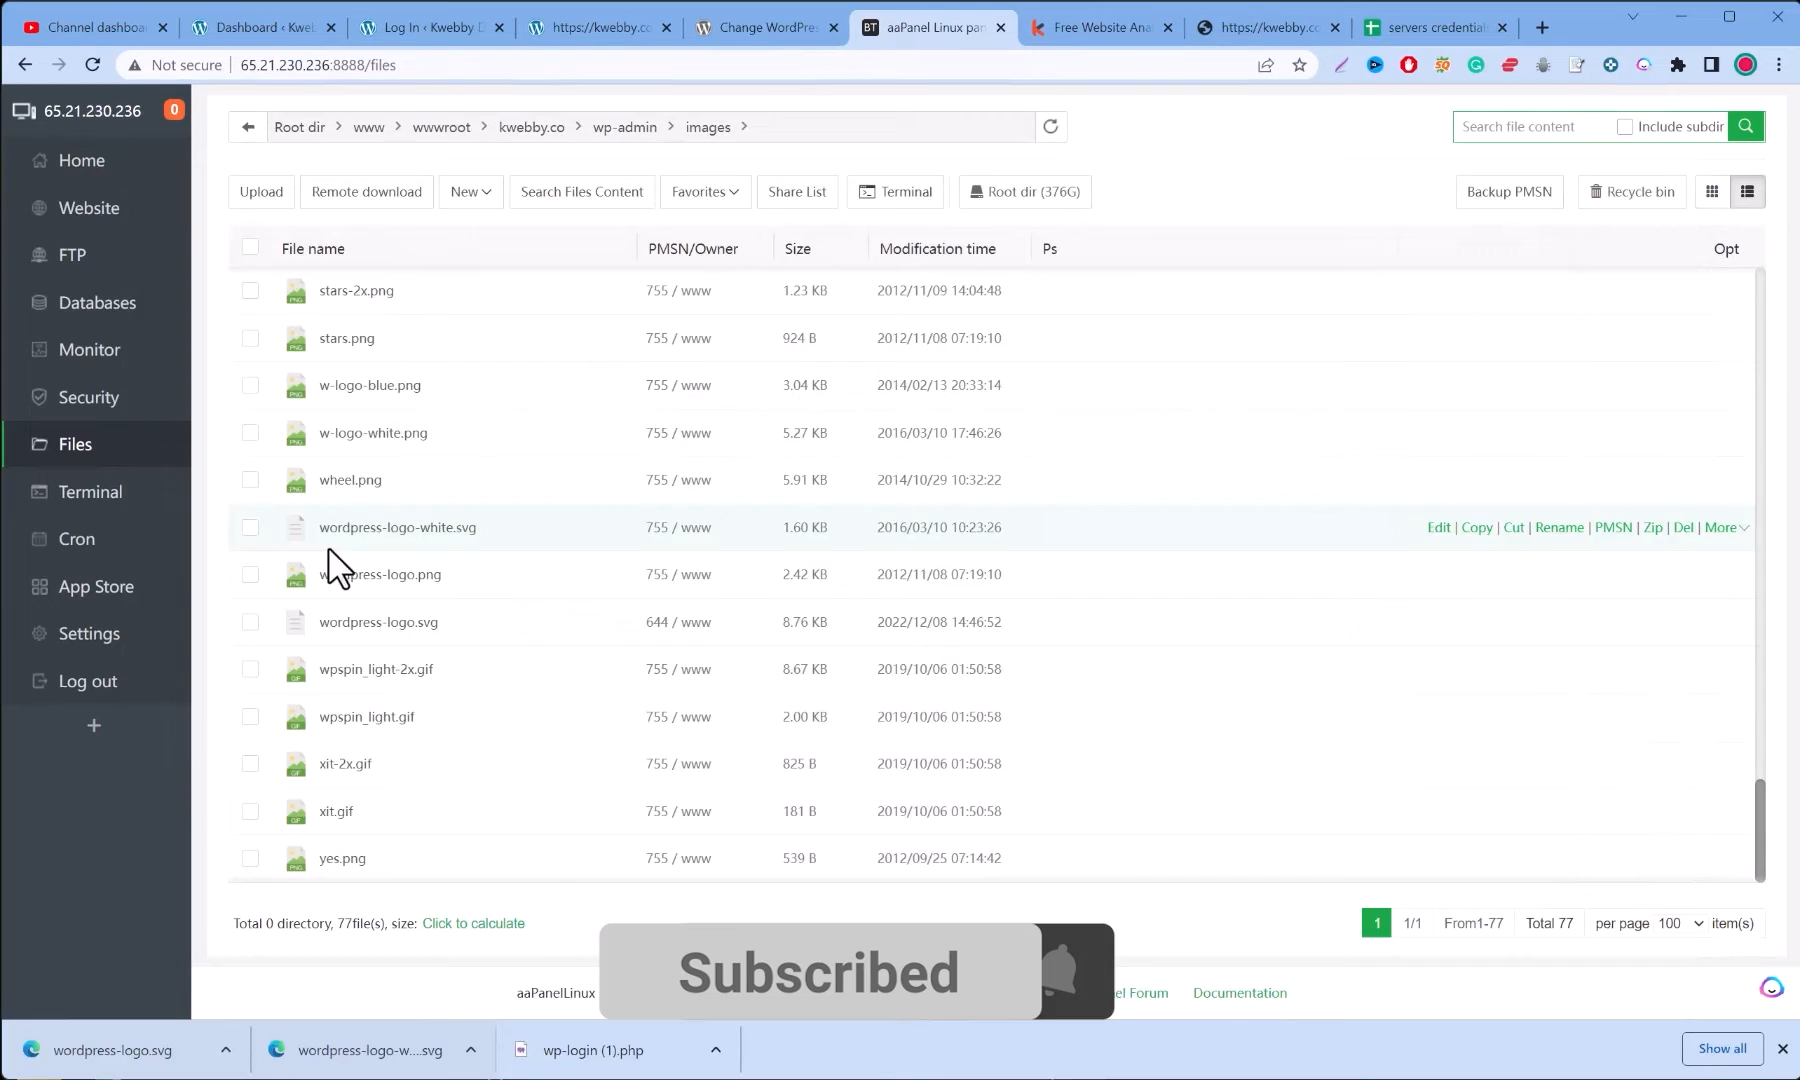 Channel dashboa
Dashboard ‹ Kweb
Log In ‹ Kwebby D
https://kwebby.co
Change WordPres
BT
aaPanel Linux pan
Free Website Ana
https://kwebby.co
servers credential
Not secure
65.21.230.236:8888/files
65.21.230.236
0
Home
Website
FTP
Databases
Monitor
Security
Files
Terminal
Cron
App Store
Settings
Log out
Root dir
www
wwwroot
kwebby.co
wp-admin
images
Search file content
Include subdir
Upload
Remote download
New
Search Files Content
Favorites
Share List
Terminal
Root dir (376G)
Backup PMSN
Recycle bin
File name PMSN/Owner Size Modification time Ps Opt
stars-2x.png 755 / www 1.23 KB 2012/11/09 14:04:48
stars.png 755 / www 924 B 2012/11/08 07:19:10
w-logo-blue.png 755 / www 3.04 KB 2014/02/13 20:33:14
w-logo-white.png 755 / www 5.27 KB 2016/03/10 17:46:26
wheel.png 755 / www 5.91 KB 2014/10/29 10:32:22
wordpress-logo-white.svg 755 / www 1.60 KB 2016/03/10 10:23:26 Edit | Copy | Cut | Rename | PMSN | Zip | Del | More
press-logo.png 755 / www 2.42 KB 2012/11/08 07:19:10
wordpress-logo.svg 644 / www 8.76 KB 2022/12/08 14:46:52
wpspin_light-2x.gif 755 / www 8.67 KB 2019/10/06 01:50:58
wpspin_light.gif 755 / www 2.00 KB 2019/10/06 01:50:58
xit-2x.gif 755 / www 825 B 2019/10/06 01:50:58
xit.gif 755 / www 181 B 2019/10/06 01:50:58
yes.png 755 / www 539 B 2012/09/25 07:14:42
Total 0 directory, 77file(s), size: Click to calculate
1 1/1 From1-77 Total 77 per page 100 item(s)
Subscribed
aaPanelLinux
el Forum
Documentation
wordpress-logo.svg
wordpress-logo-w....svg
wp-login (1).php
Show all